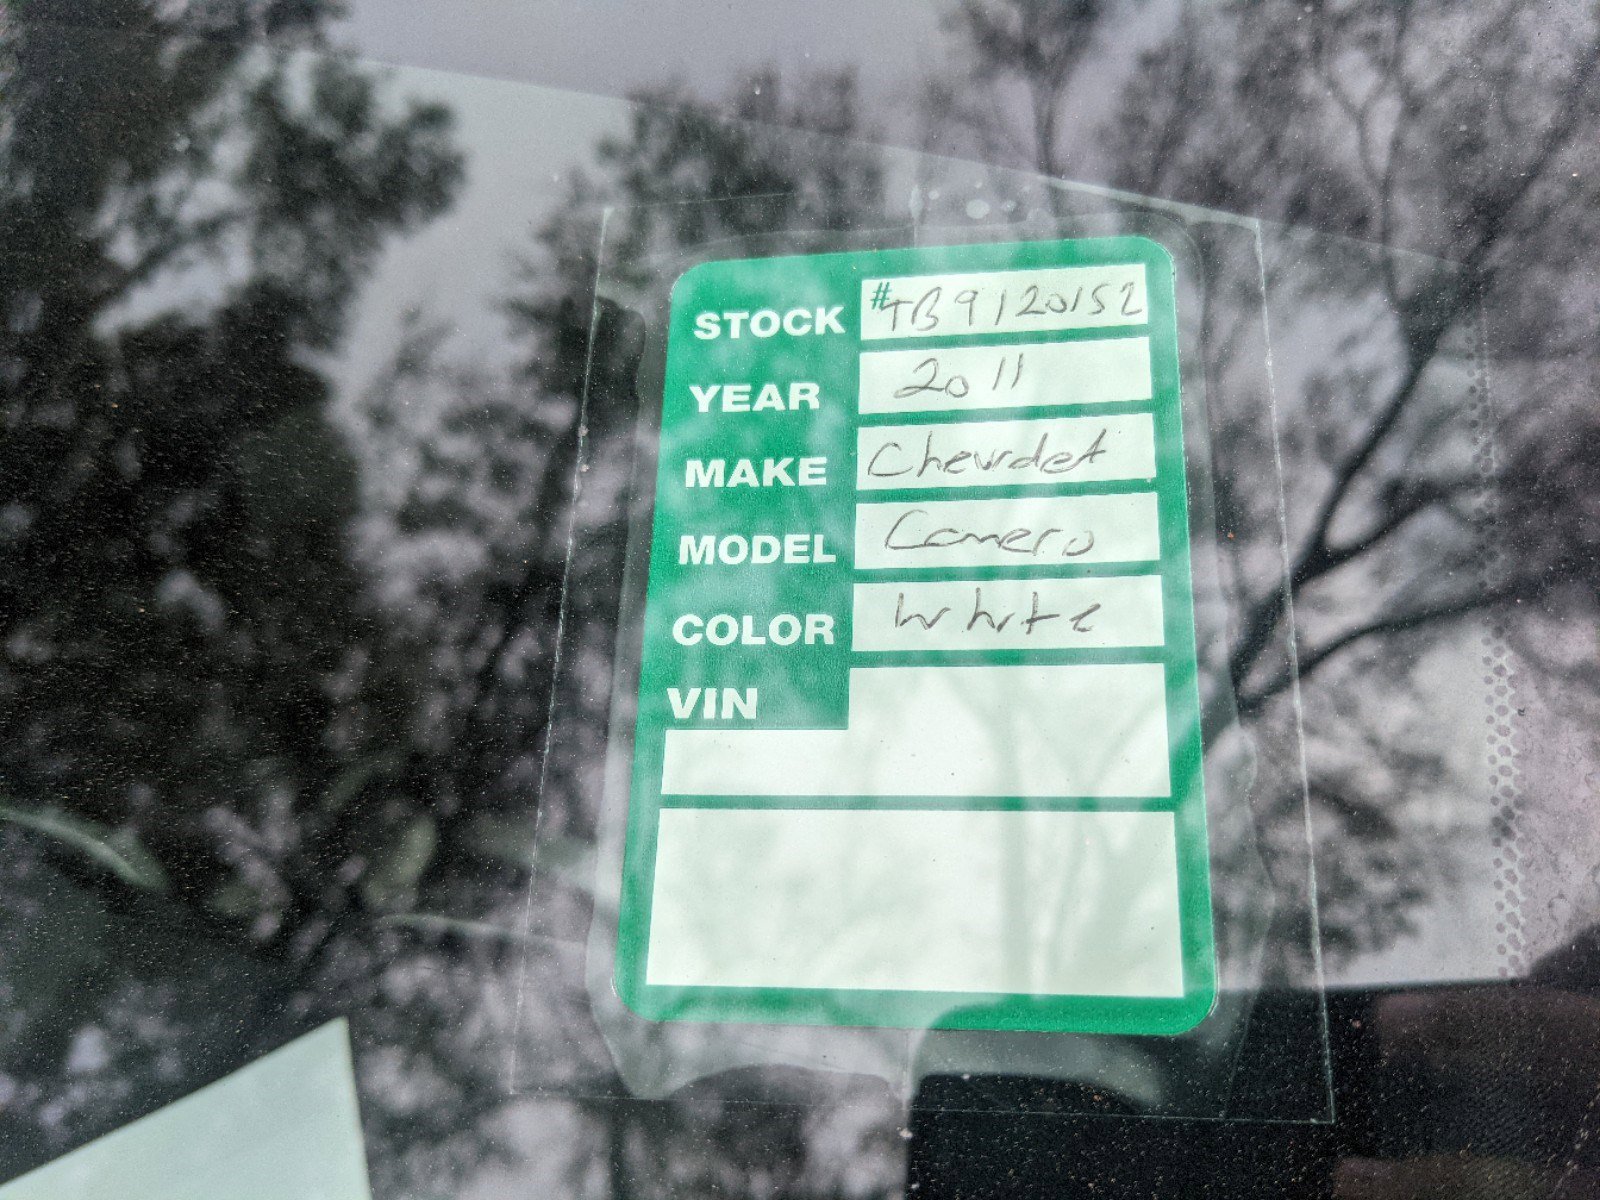 STOCK #TB9120152
YEAR 2011
MAKE Chevrolet
MODEL Camero
COLOR White
VIN